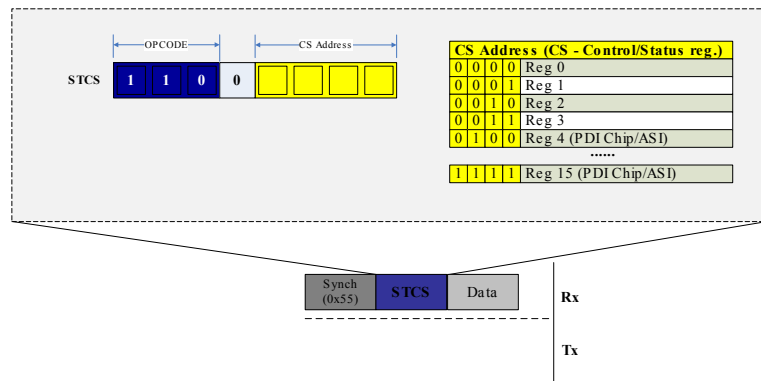 OPCODE
CS Address
STCS
1 1 0 0
CS Address (CS - Control/Status reg.)
0 0 0 0 Reg 0
0 0 0 1 Reg 1
0 0 1 0 Reg 2
0 0 1 1 Reg 3
0 1 0 0 Reg 4 (PDI Chip/ASI)
......
1 1 1 1 Reg 15 (PDI Chip/ASI)
Synch
(0x55)
STCS
Data
Rx
Tx